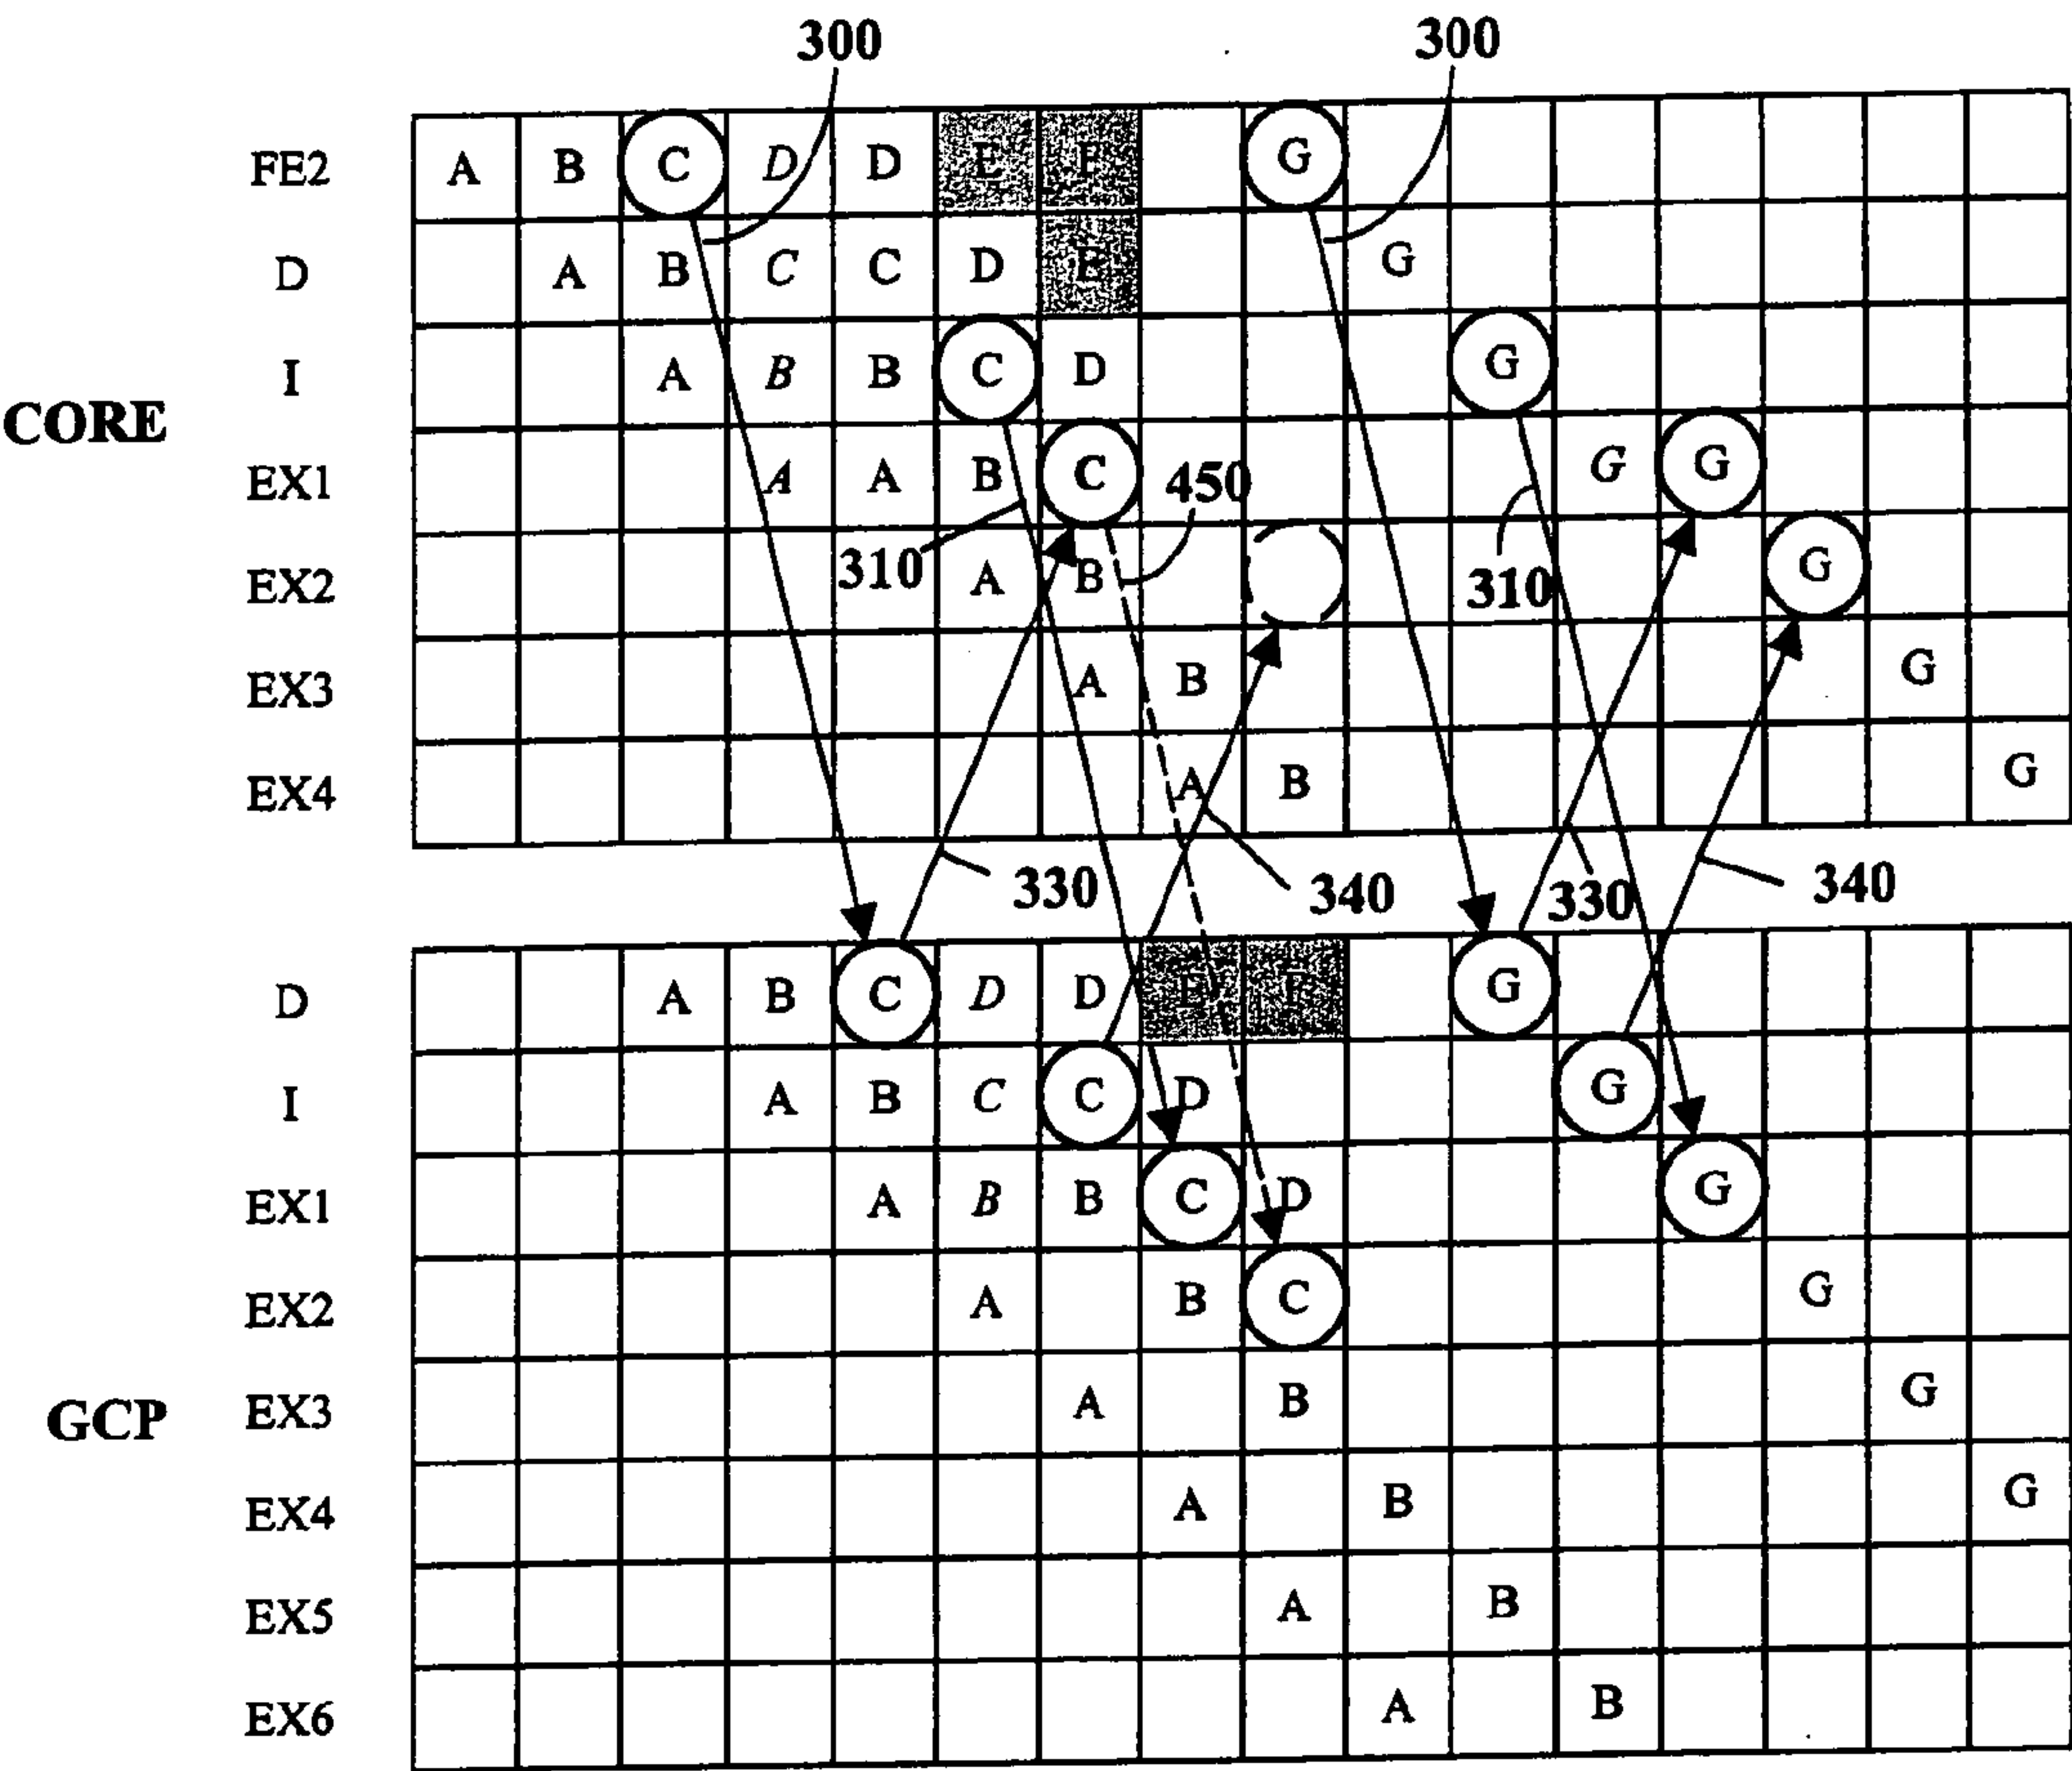 300 300
FE2 A B C D D E F G
D A B C C D E G
I A B B C D G
CORE
EX1 A A B C 450 G G
EX2 310 A B 310 G
EX3 A B G
EX4 A B G
330 340 330 340
D A B C D D E F G
I A B C C D G
EX1 A B B C D G
EX2 A B C G
EX3 A B G
GCP
EX4 A B G
EX5 A B
EX6 A B